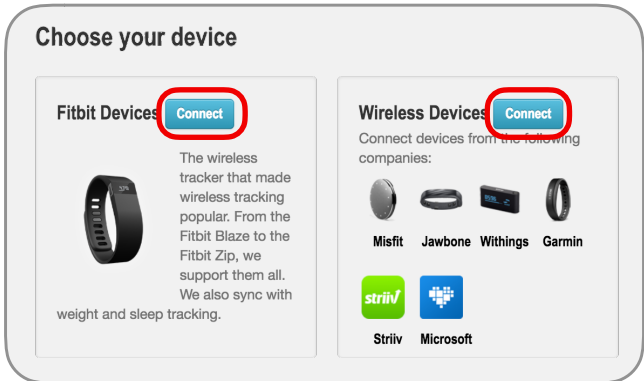 Choose your device
Fitbit Devices Connect
The wireless
tracker that made
wireless tracking
popular. From the
Fitbit Blaze to the
Fitbit Zip, we
support them all.
We also sync with
weight and sleep tracking.
Wireless Devices Connect
Connect devices from the following
companies:
Misfit Jawbone Withings Garmin
striiv
Striiv Microsoft